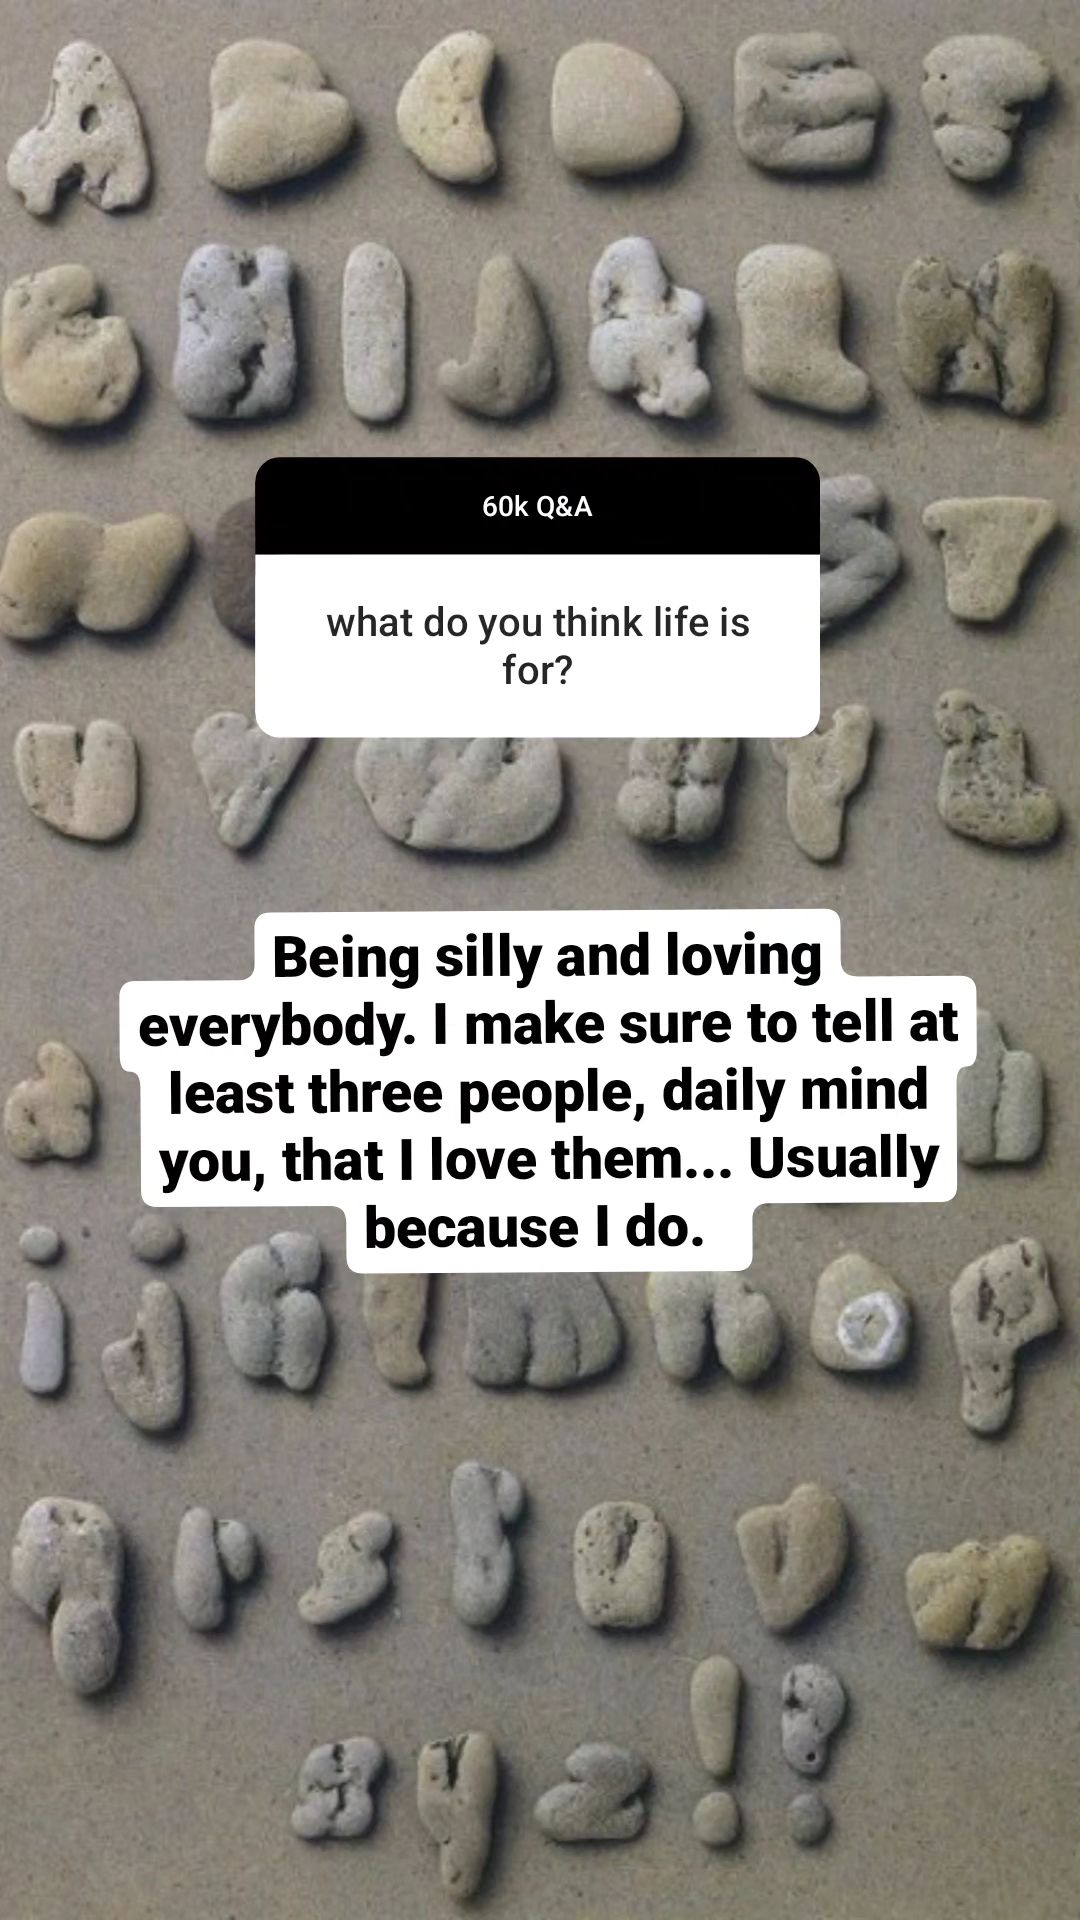 A B C D E F
G H I J K L M
60k Q&A
what do you think life is
for?
T
U V W X Y Z
Being silly and loving
everybody. I make sure to tell at
least three people, daily mind
you, that I love them... Usually
because I do.
a
i j k l m n o p
q r s t u v w
x y z ! ?